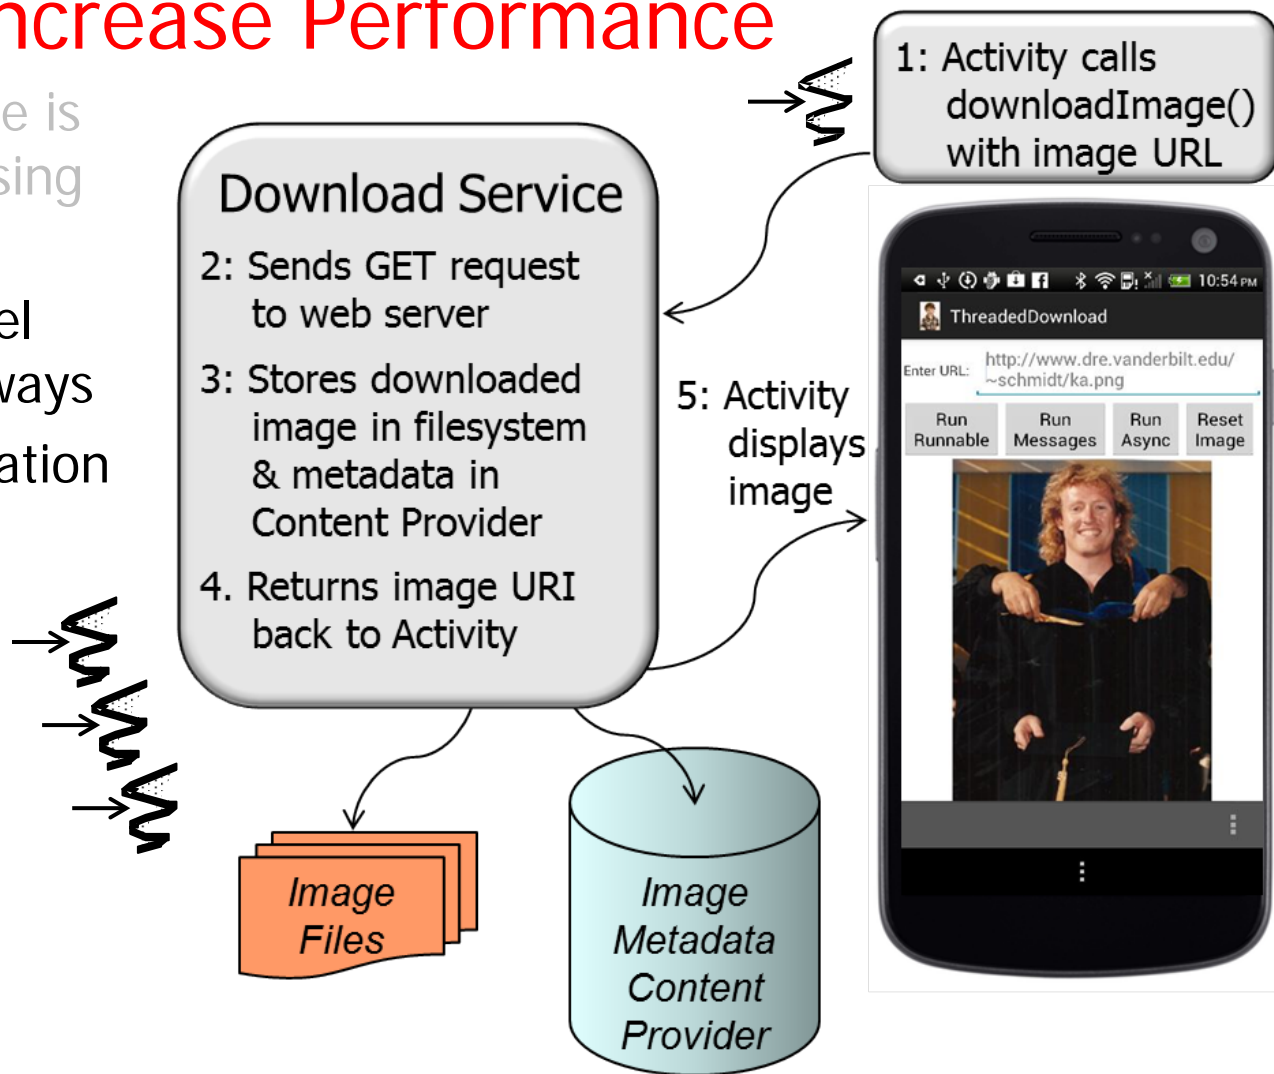 ncrease Performance
e is
sing
el
ways
ation
1: Activity calls
downloadImage()
with image URL
Download Service
2: Sends GET request
to web server
3: Stores downloaded
image in filesystem
& metadata in
Content Provider
4. Returns image URI
back to Activity
5: Activity
displays
image
10:54 PM
ThreadedDownload
Enter URL:
http://www.dre.vanderbilt.edu/
~schmidt/ka.png
Run
Runnable
Run
Messages
Run
Async
Reset
Image
Image
Files
Image
Metadata
Content
Provider